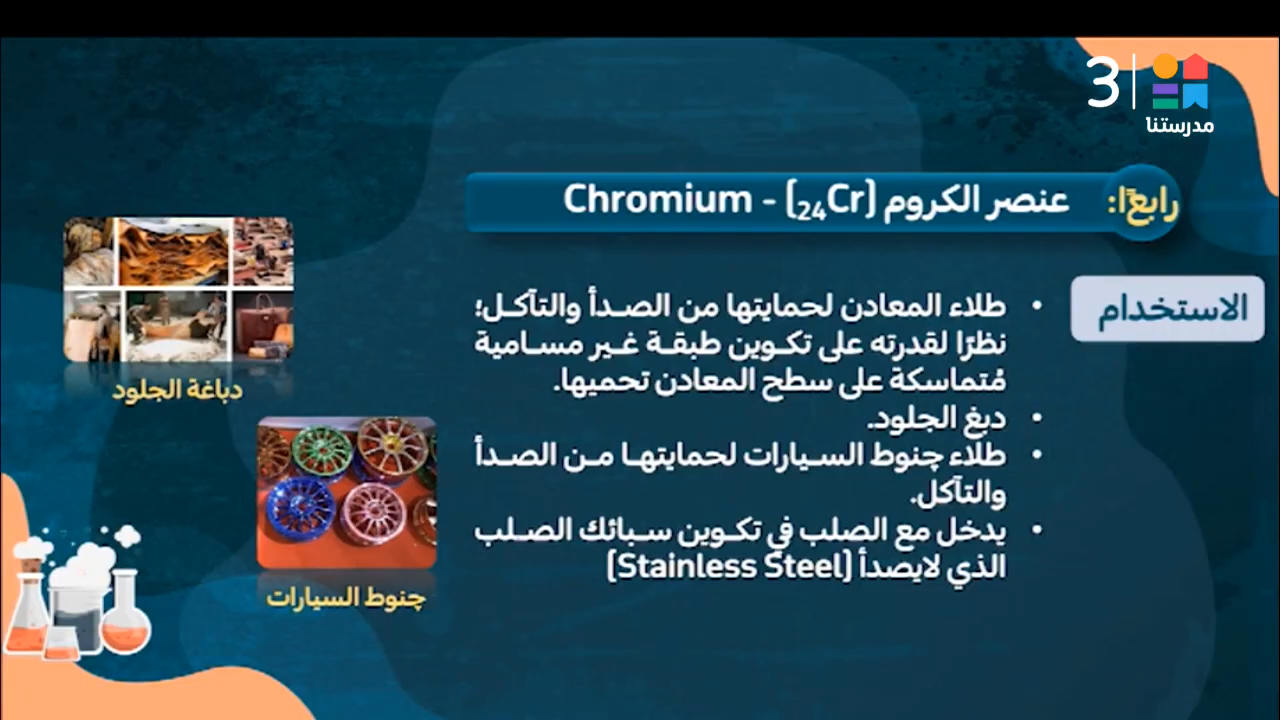 3
مدرستنا
رابعًا:
عنصر الكروم (₂₄Cr) - Chromium
الاستخدام
• طلاء المعادن لحمايتها من الصدأ والتآكل؛
نظرًا لقدرته على تكوين طبقة غير مسامية
مُتماسكة على سطح المعادن تحميها.
• دبغ الجلود.
• طلاء چنوط السيارات لحمايتها من الصدأ
والتآكل.
• يدخل مع الصلب في تكوين سبائك الصلب
الذي لايصدأ (Stainless Steel)
دباغة الجلود
چنوط السيارات